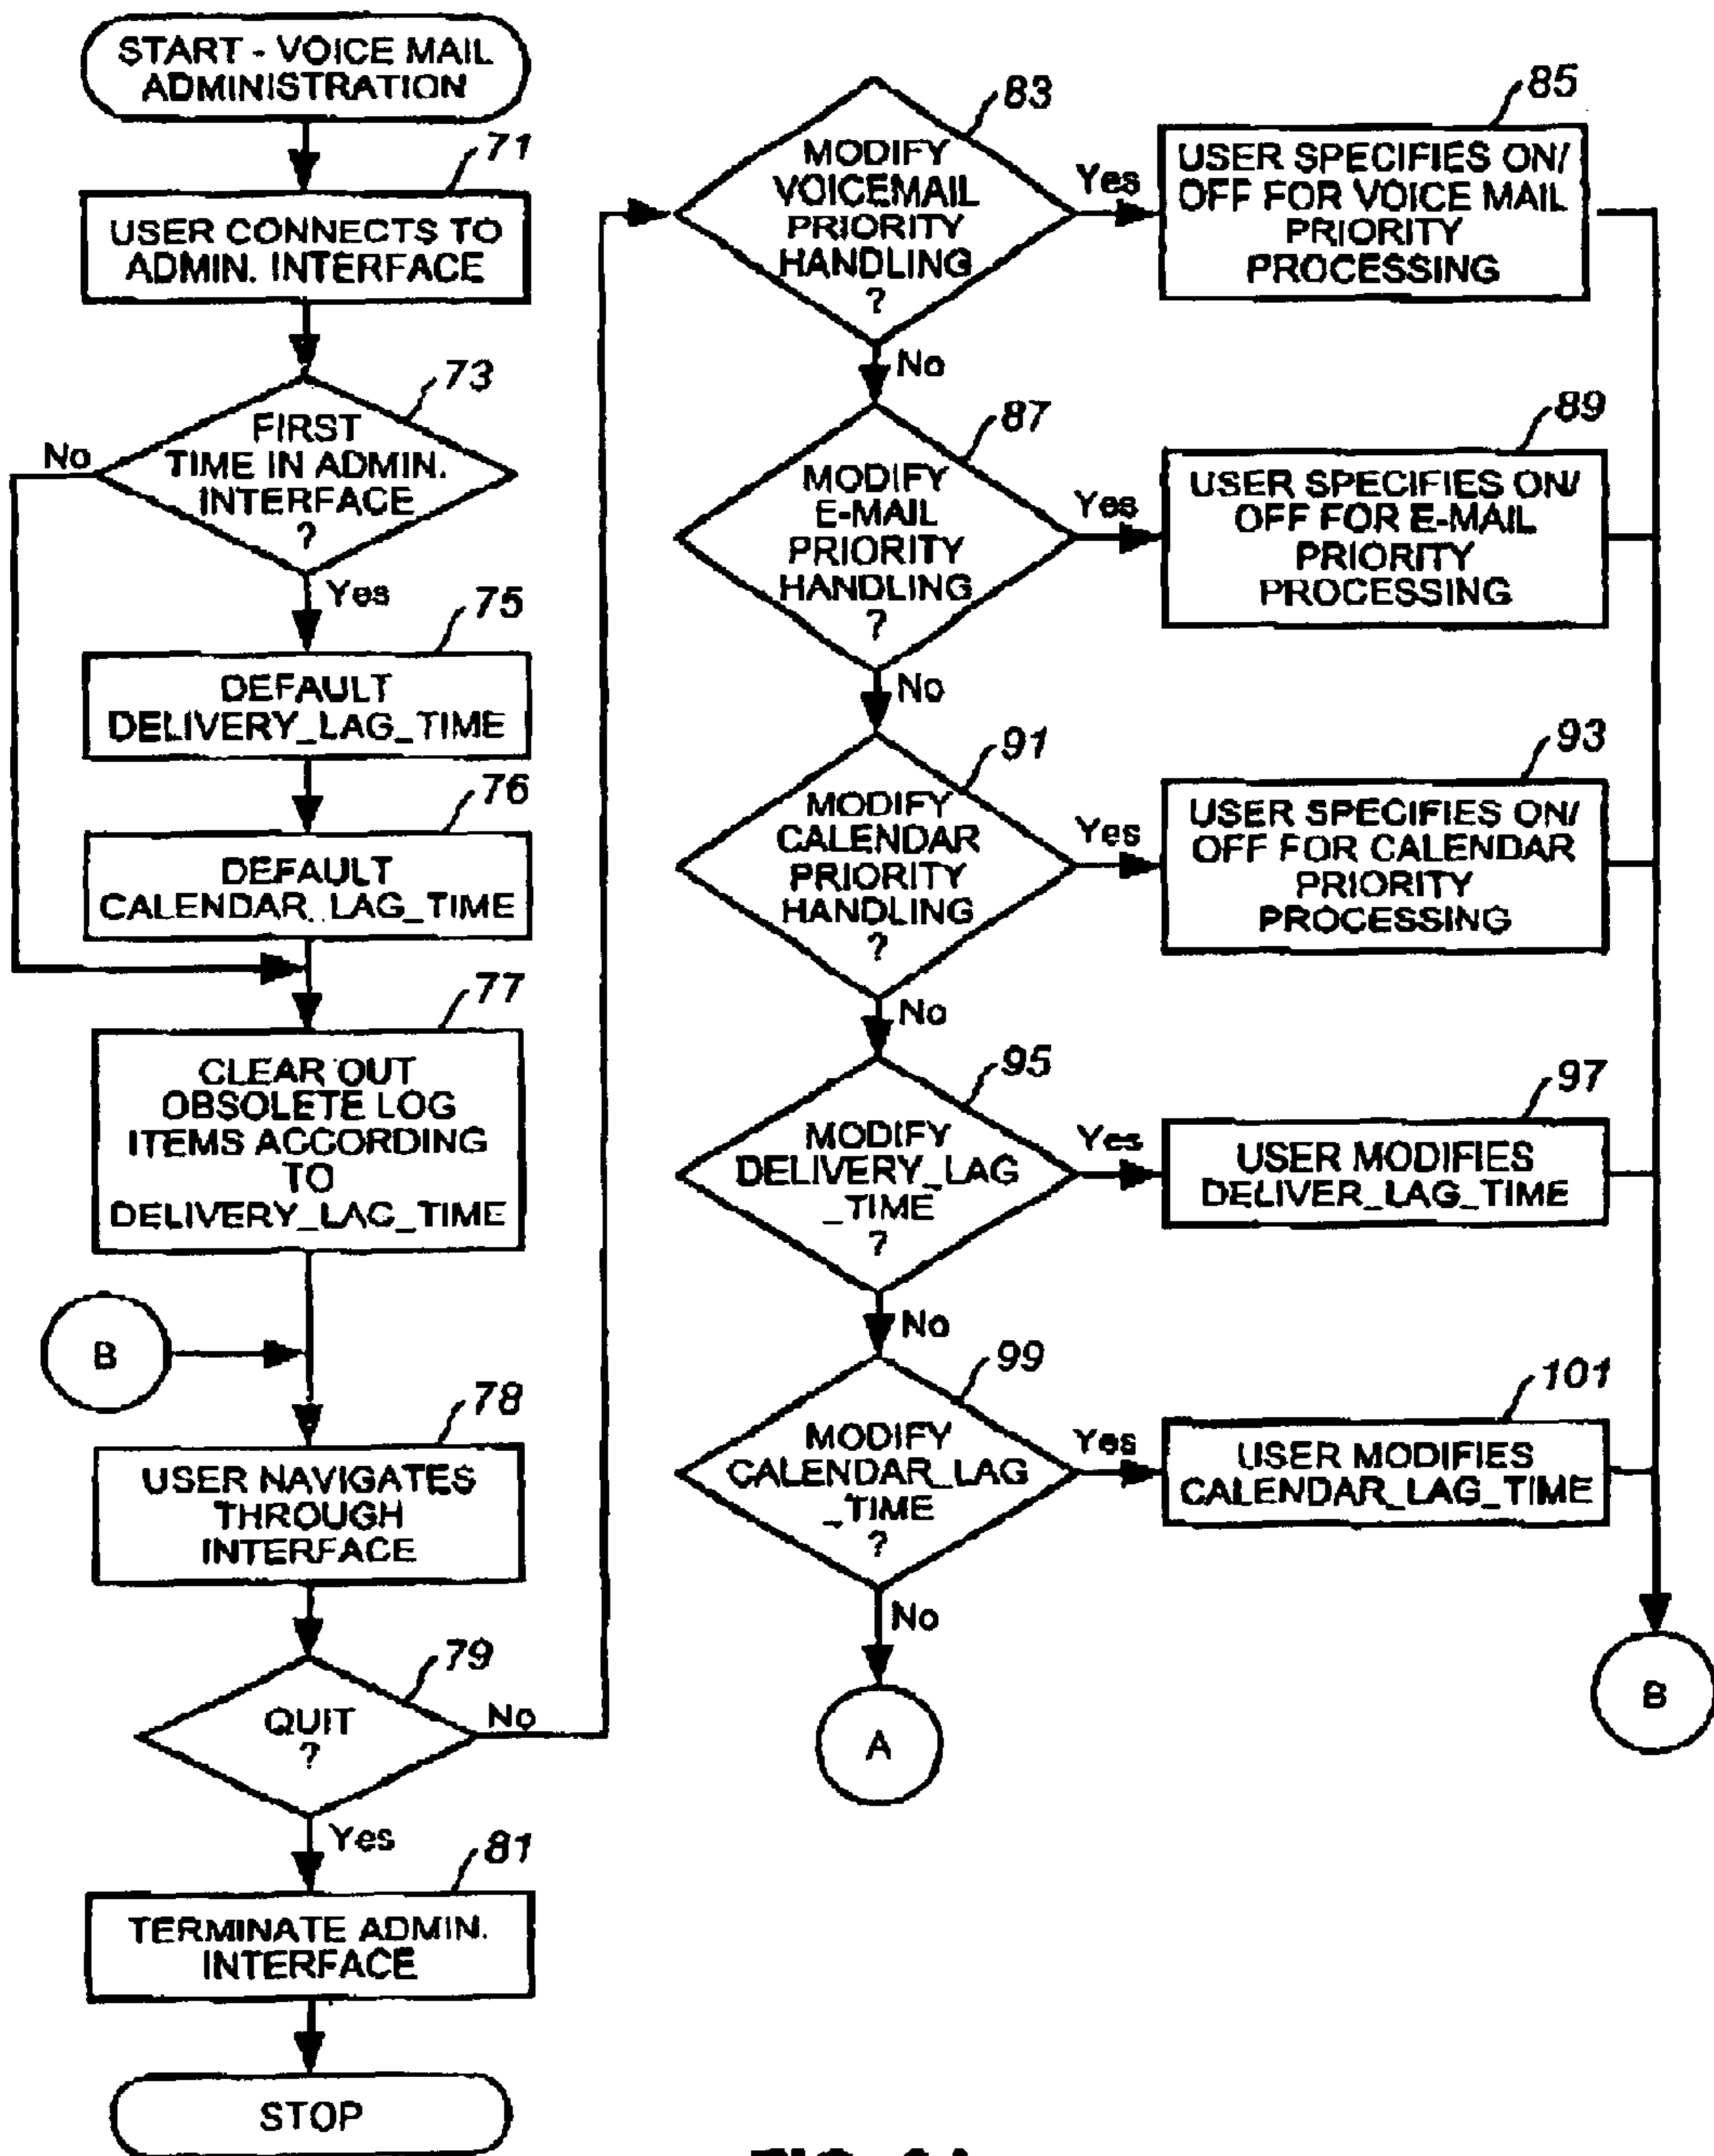 START - VOICE MAIL
ADMINISTRATION
71
USER CONNECTS TO
ADMIN. INTERFACE
73
FIRST
TIME IN ADMIN.
INTERFACE
?
No
Yes
75
DEFAULT
DELIVERY_LAG_TIME
76
DEFAULT
CALENDAR_LAG_TIME
77
CLEAR OUT
OBSOLETE LOG
ITEMS ACCORDING
TO
DELIVERY_LAG_TIME
B
78
USER NAVIGATES
THROUGH
INTERFACE
79
QUIT
?
No
Yes
81
TERMINATE ADMIN.
INTERFACE
STOP
83
MODIFY
VOICEMAIL
PRIORITY
HANDLING
?
Yes
No
85
USER SPECIFIES ON/
OFF FOR VOICE MAIL
PRIORITY
PROCESSING
87
MODIFY
E-MAIL
PRIORITY
HANDLING
?
Yes
No
89
USER SPECIFIES ON/
OFF FOR E-MAIL
PRIORITY
PROCESSING
91
MODIFY
CALENDAR
PRIORITY
HANDLING
?
Yes
No
93
USER SPECIFIES ON/
OFF FOR CALENDAR
PRIORITY
PROCESSING
95
MODIFY
DELIVERY_LAG
_TIME
?
Yes
No
97
USER MODIFIES
DELIVER_LAG_TIME
99
MODIFY
CALENDAR_LAG
_TIME
?
Yes
No
101
USER MODIFIES
CALENDAR_LAG_TIME
A
B